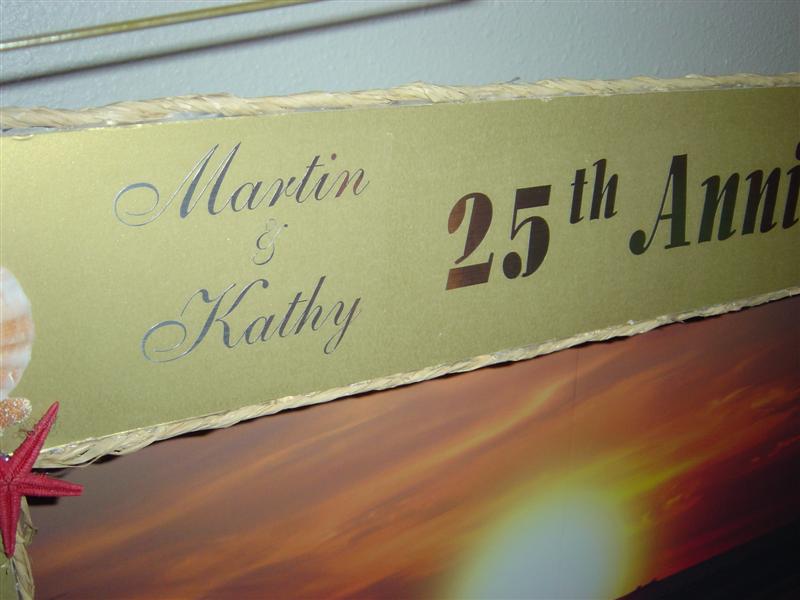 Martin
&
Kathy
25th Anni